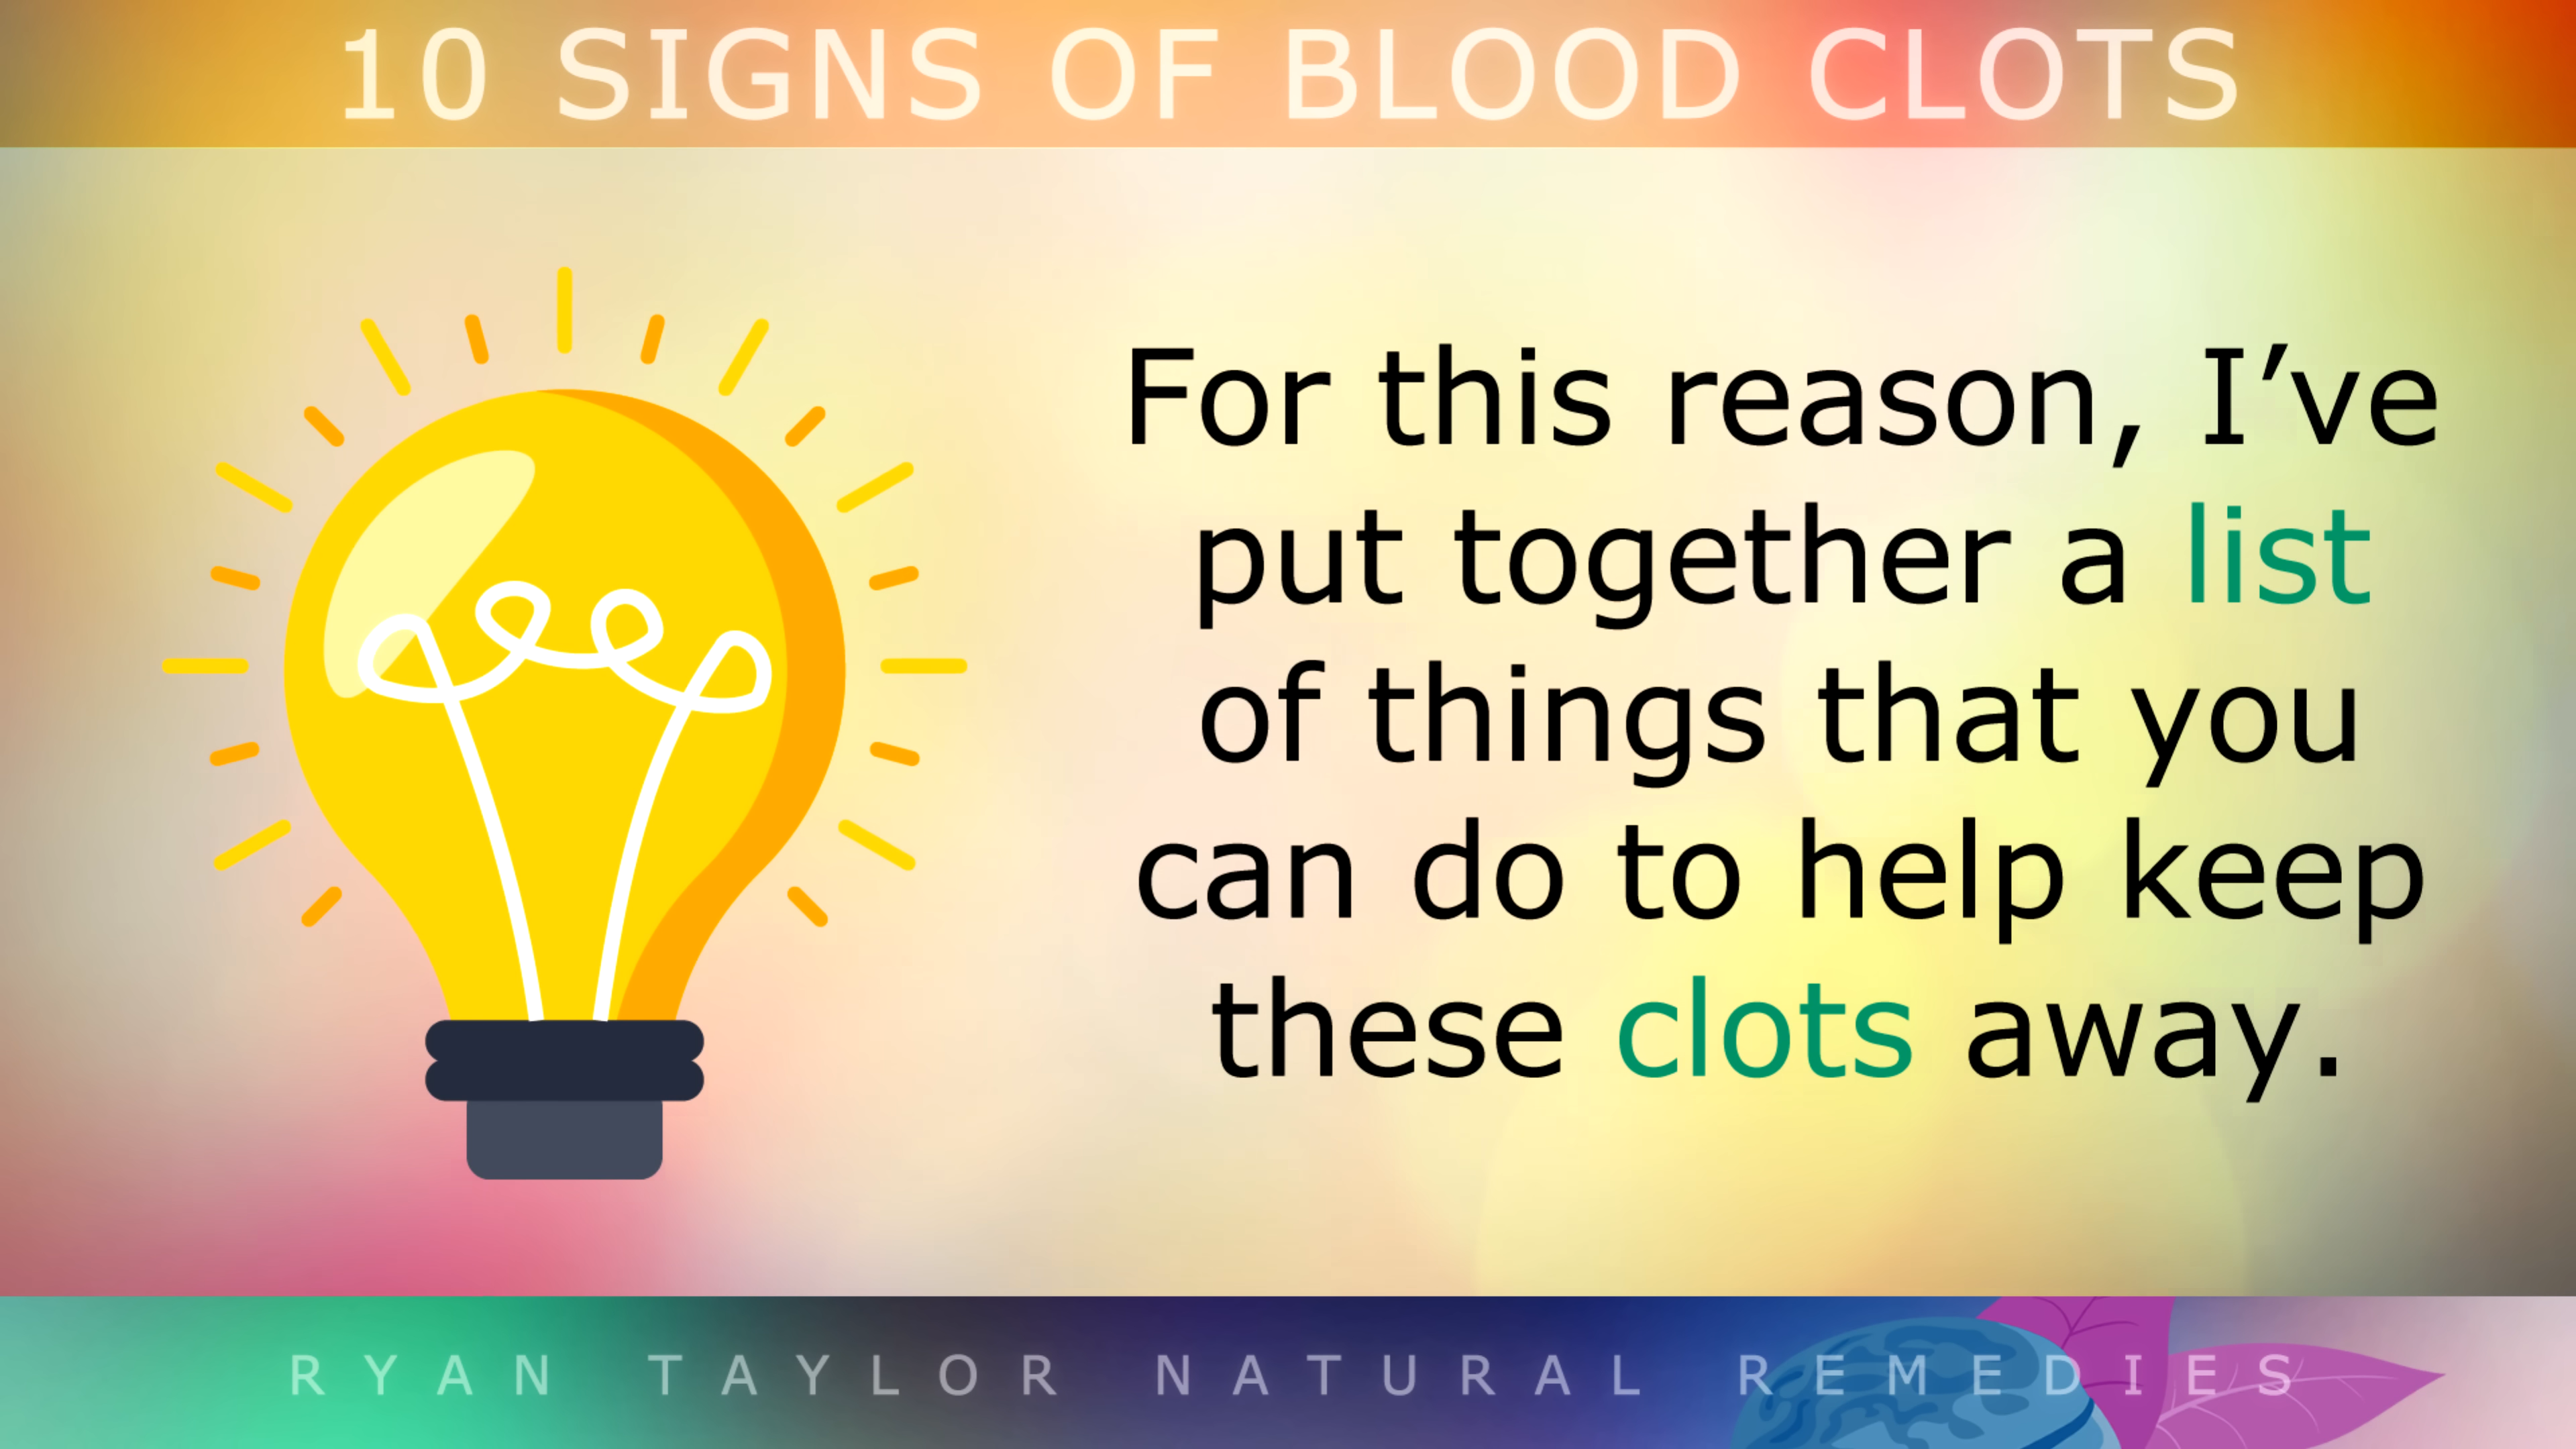 10 SIGNS OF BLOOD CLOTS
For this reason, I’ve
put together a list
of things that you
can do to help keep
these clots away.
RYAN TAYLOR NATURAL REMEDIES